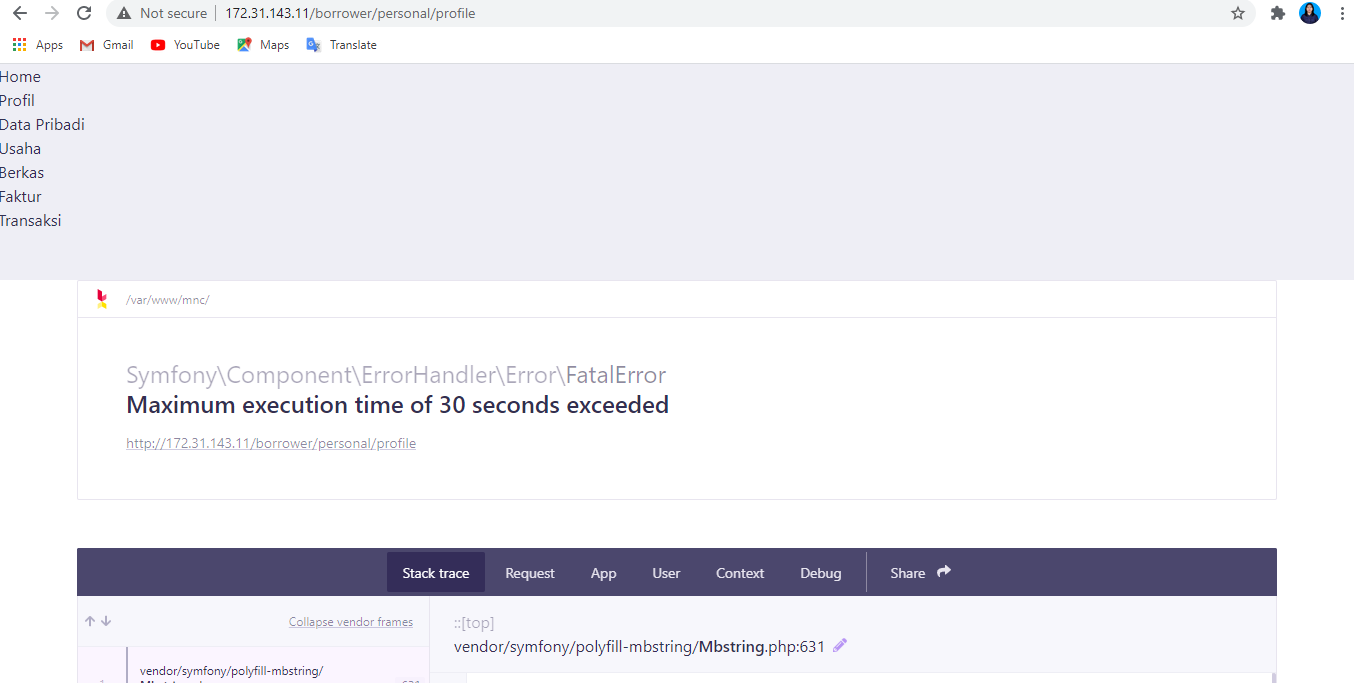 Not secure 172.31.143.11/borrower/personal/profile
Apps Gmail YouTube Maps Translate
Home
Profil
Data Pribadi
Usaha
Berkas
Faktur
Transaksi
/var/www/mnc/
Symfony\Component\ErrorHandler\Error\FatalError
Maximum execution time of 30 seconds exceeded
http://172.31.143.11/borrower/personal/profile
Stack trace Request App User Context Debug Share
Collapse vendor frames
::[top]
vendor/symfony/polyfill-mbstring/Mbstring.php:631
vendor/symfony/polyfill-mbstring/